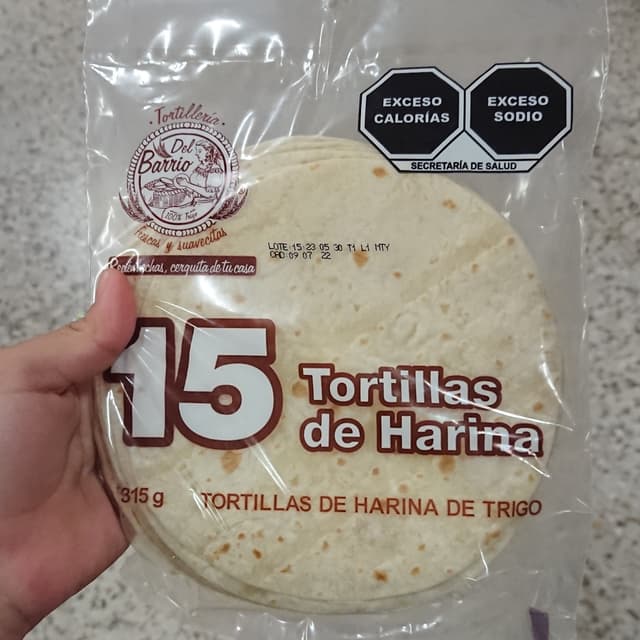 EXCESO
CALORÍAS
EXCESO
SODIO
SECRETARÍA DE SALUD
Tortillería
Del
Barrio
100% Trigo
frescas y suavecitas
cerquita de tu casa
LOTE 15 23 05 30 T1 L1 MTY
CAD 09 07 22
15
Tortillas
de Harina
315 g
TORTILLAS DE HARINA DE TRIGO